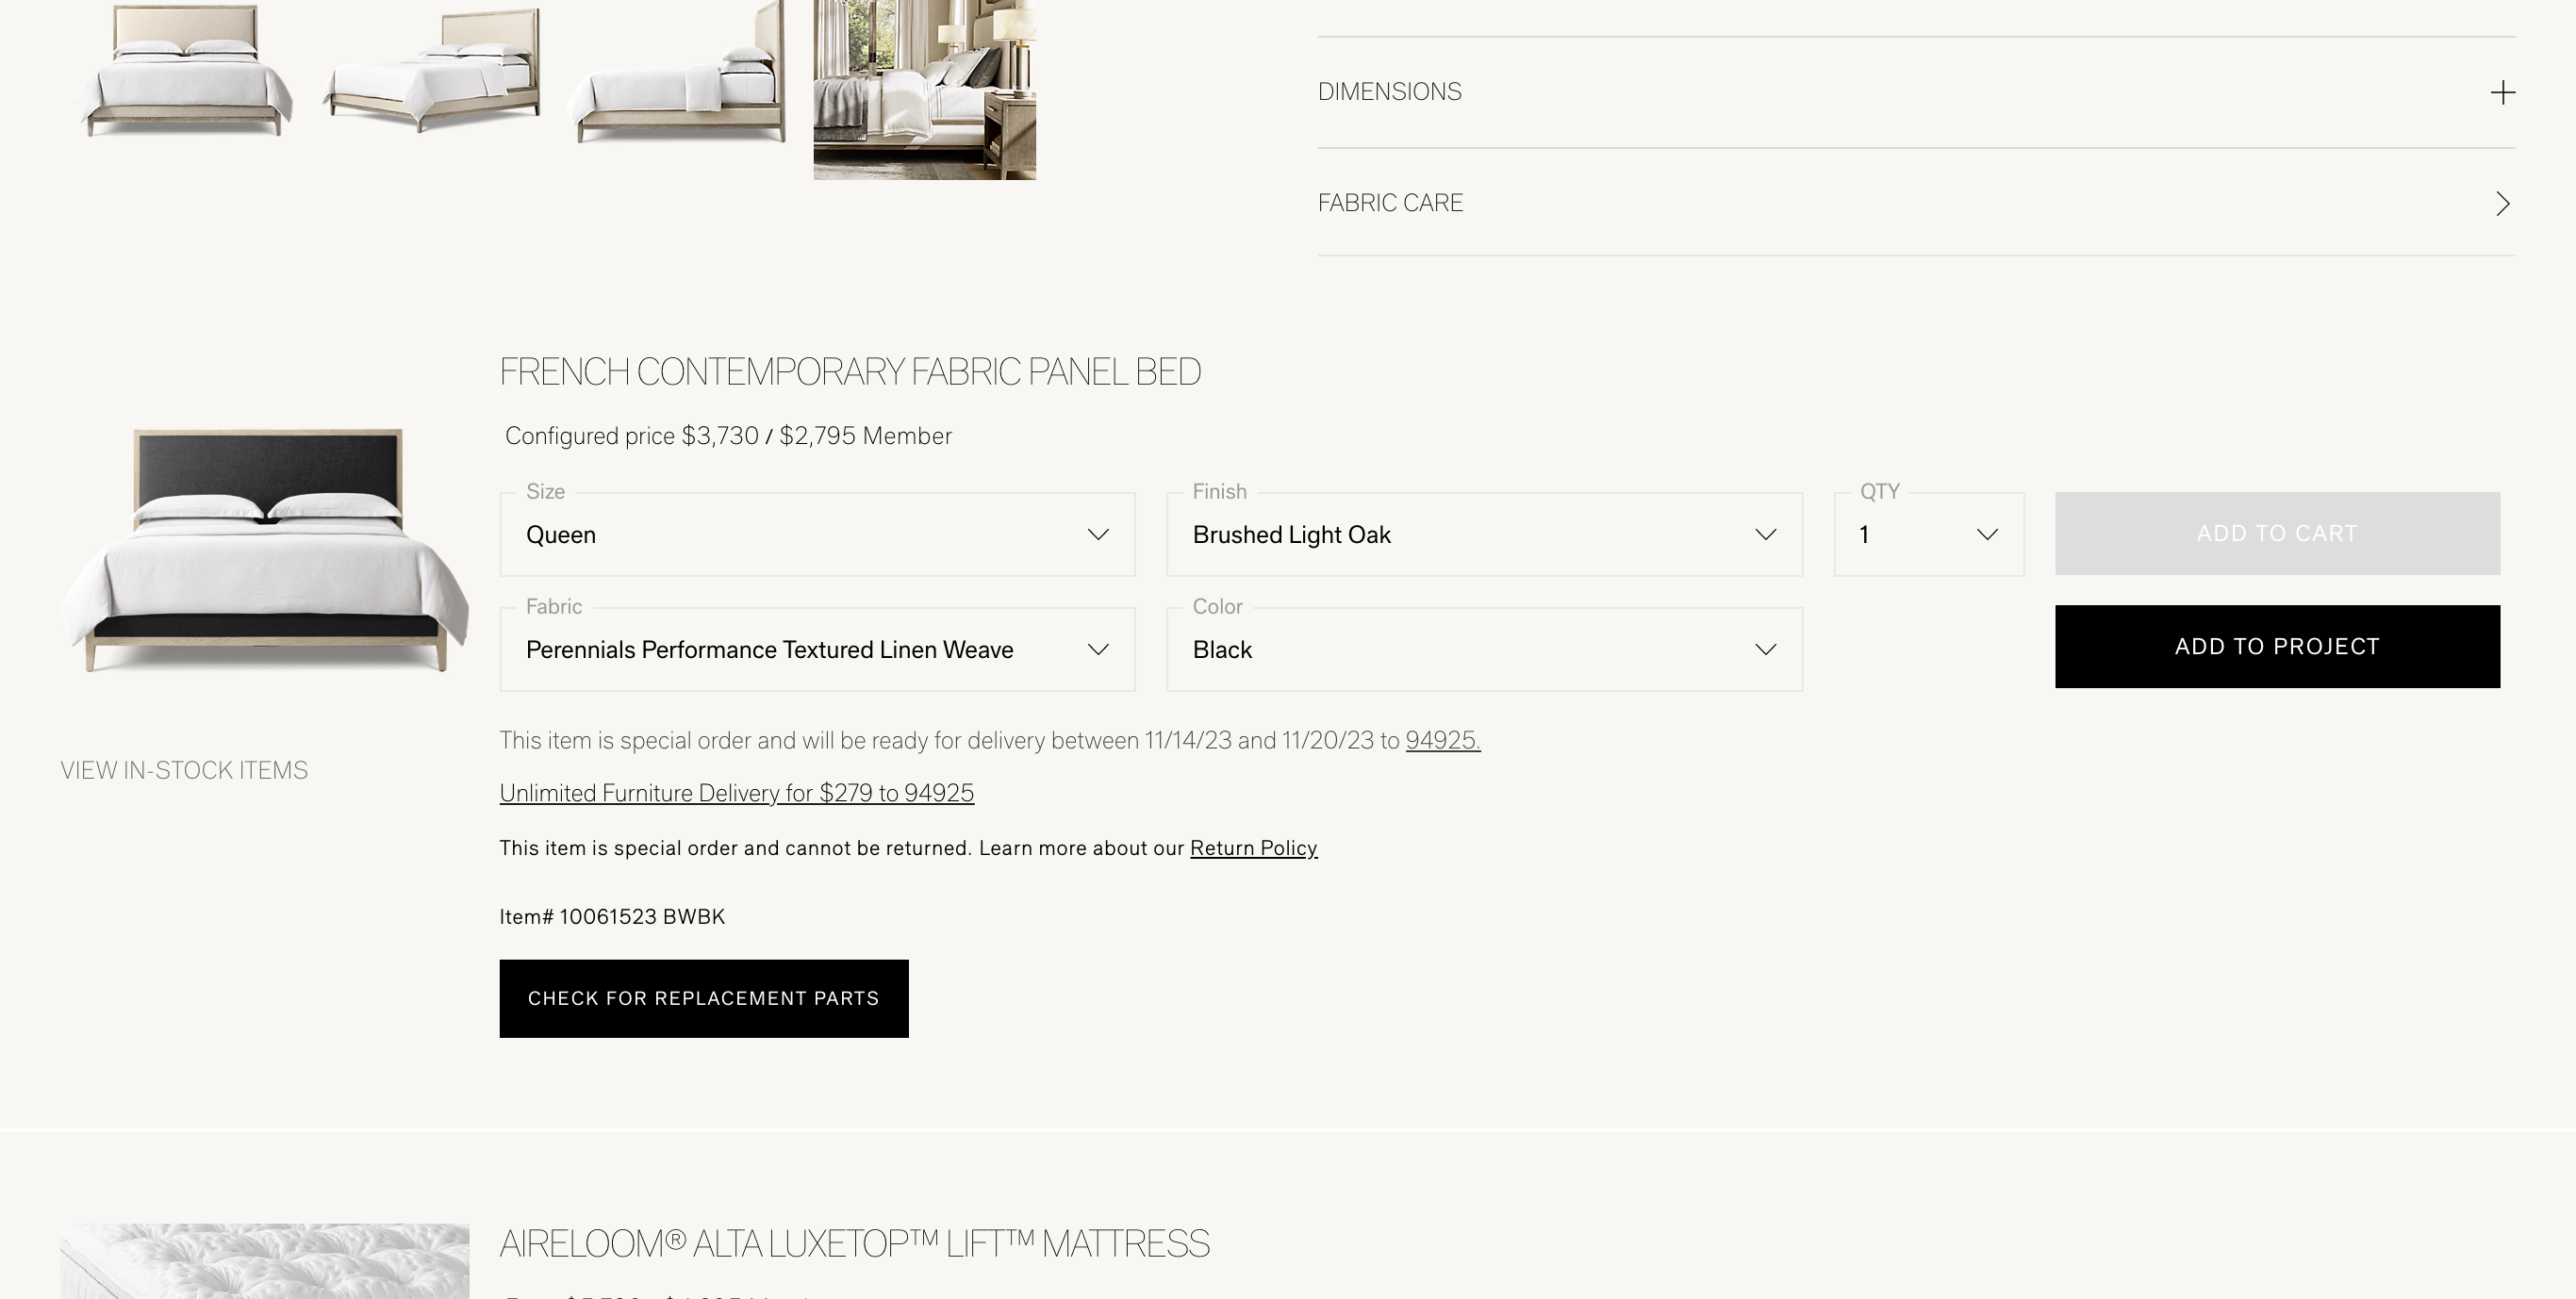 DIMENSIONS
FABRIC CARE
FRENCH CONTEMPORARY FABRIC PANEL BED
Configured price $3,730 / $2,795 Member
Size
Queen
Finish
Brushed Light Oak
QTY
1
ADD TO CART
Fabric
Perennials Performance Textured Linen Weave
Color
Black
ADD TO PROJECT
This item is special order and will be ready for delivery between 11/14/23 and 11/20/23 to 94925.
VIEW IN-STOCK ITEMS
Unlimited Furniture Delivery for $279 to 94925
This item is special order and cannot be returned. Learn more about our Return Policy
Item# 10061523 BWBK
CHECK FOR REPLACEMENT PARTS
AIRELOOM® ALTA LUXETOP™ LIFT™ MATTRESS